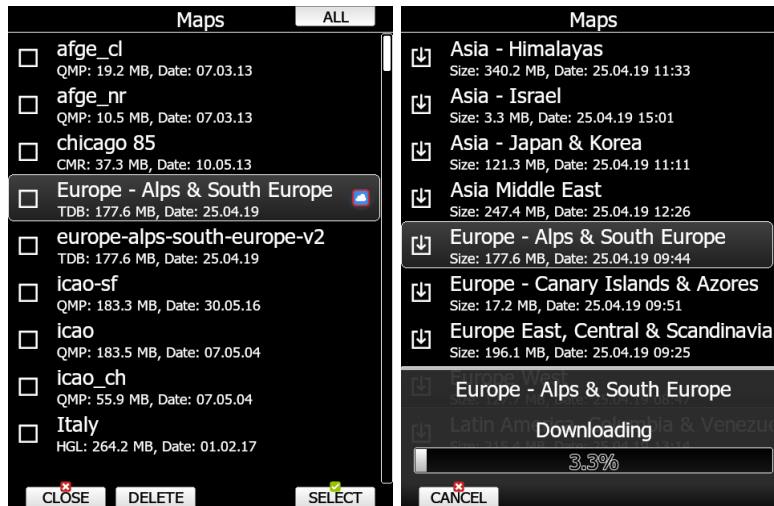 Maps
ALL
afge_cl
QMP: 19.2 MB, Date: 07.03.13
afge_nr
QMP: 10.5 MB, Date: 07.03.13
chicago 85
CMR: 37.3 MB, Date: 10.05.13
Europe - Alps & South Europe
TDB: 177.6 MB, Date: 25.04.19
europe-alps-south-europe-v2
TDB: 177.6 MB, Date: 25.04.19
icao-sf
QMP: 183.3 MB, Date: 30.05.16
icao
QMP: 183.5 MB, Date: 07.05.04
icao_ch
QMP: 55.9 MB, Date: 07.05.04
Italy
HGL: 264.2 MB, Date: 01.02.17
CLOSE
DELETE
SELECT
Maps
Asia - Himalayas
Size: 340.2 MB, Date: 25.04.19 11:33
Asia - Israel
Size: 3.3 MB, Date: 25.04.19 15:01
Asia - Japan & Korea
Size: 121.3 MB, Date: 25.04.19 11:11
Asia Middle East
Size: 247.4 MB, Date: 25.04.19 12:26
Europe - Alps & South Europe
Size: 177.6 MB, Date: 25.04.19 09:44
Europe - Canary Islands & Azores
Size: 17.2 MB, Date: 25.04.19 09:51
Europe East, Central & Scandinavia
Size: 196.1 MB, Date: 25.04.19 09:25
Europe West
Europe - Alps & South Europe
Latin America, Colombia & Venezue
Downloading
3.3%
CANCEL